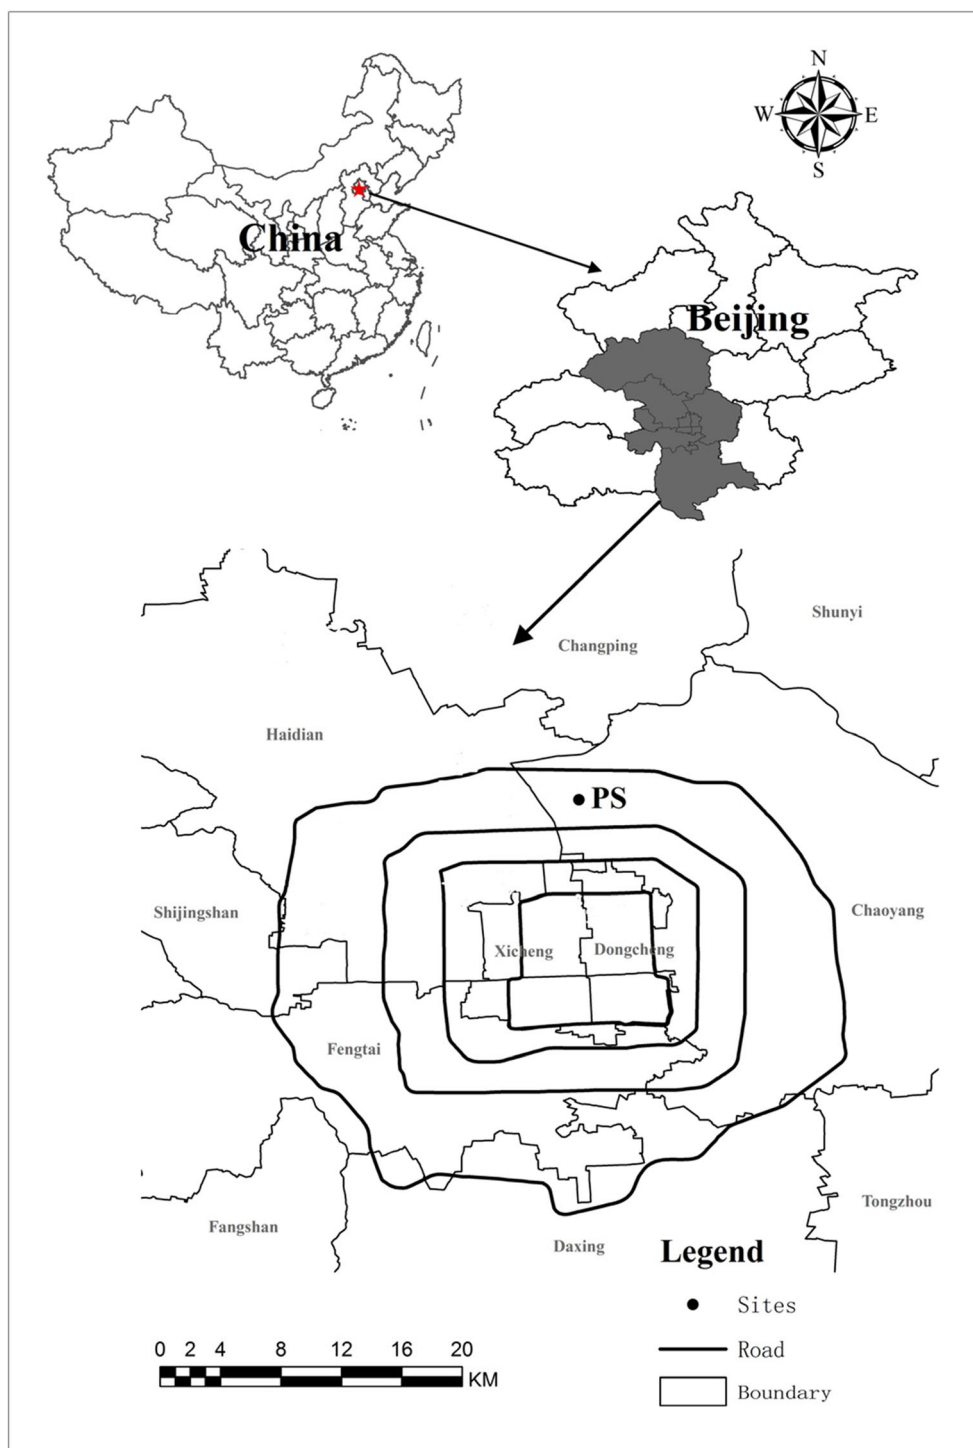 N
W
E
S
China
Beijing
Shunyi
Changping
Haidian
PS
Shijingshan
Chaoyang
Xicheng
Dongcheng
Fengtai
Tongzhou
Fangshan
Daxing
Legend
Sites
Road
Boundary
0 2 4 8 12 16 20
KM